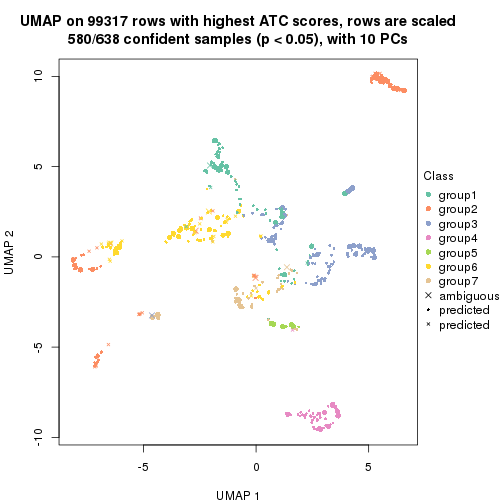 UMAP on 99317 rows with highest ATC scores, rows are scaled
580/638 confident samples (p < 0.05), with 10 PCs
10
5
0
-5
-10
UMAP 2
-5
0
5
UMAP 1
Class
group1
group2
group3
group4
group5
group6
group7
ambiguous
predicted
predicted